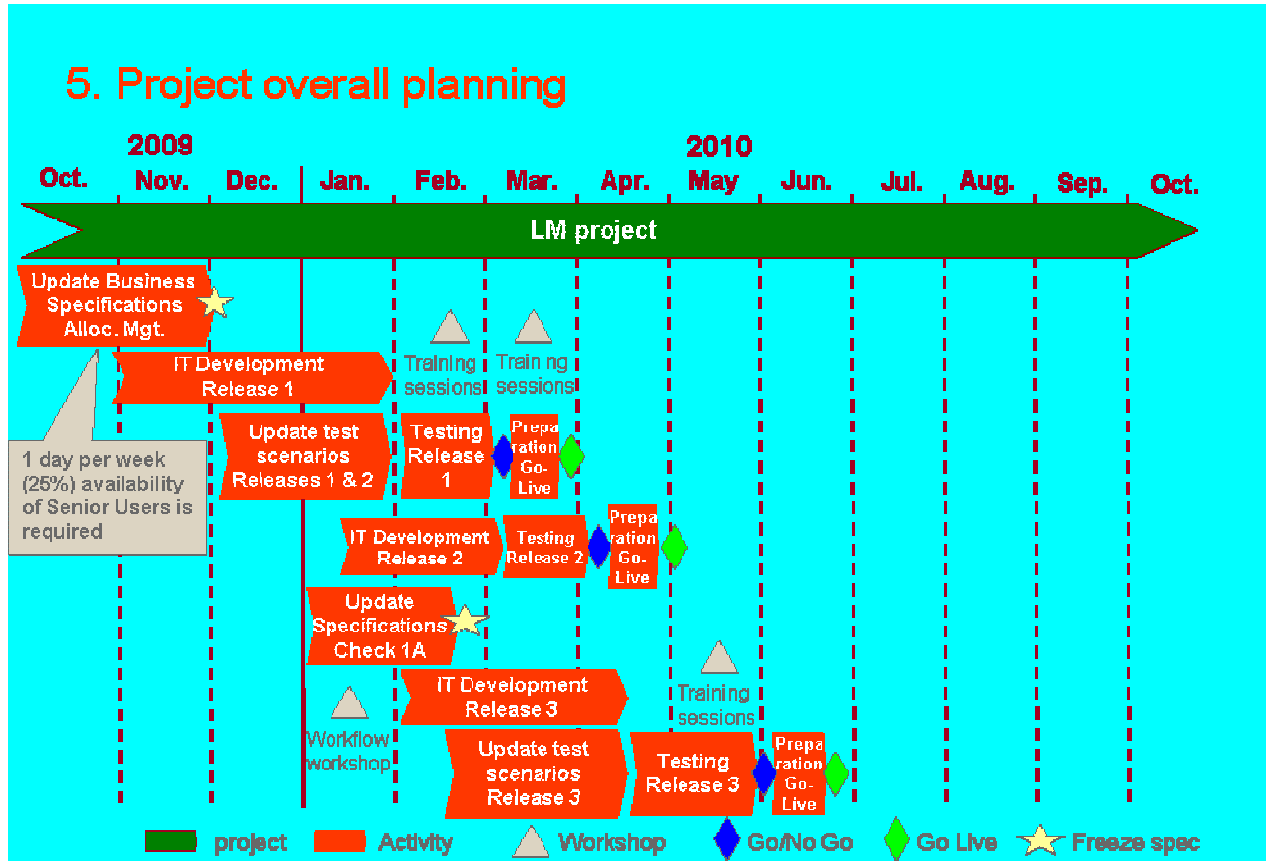 5. Project overall planning
2009
2010
Oct. Nov. Dec. Jan. Feb. Mar. Apr. May Jun. Jul. Aug. Sep. Oct.
LM project
Update Business
Specifications
Alloc. Mgt.
IT Development
Release 1
Training
sessions
Training
sessions
1 day per week
(25%) availability
of Senior Users is
required
Update test
scenarios
Releases 1 & 2
Testing
Release
1
Prepa
ration
Go-
Live
IT Development
Release 2
Testing
Release 2
Prepa
ration
Go-
Live
Update
Specifications
Check 1A
IT Development
Release 3
Training
sessions
Workflow
workshop
Update test
scenarios
Release 3
Testing
Release 3
Prepa
ration
Go-
Live
project Activity Workshop Go/No Go Go Live Freeze spec